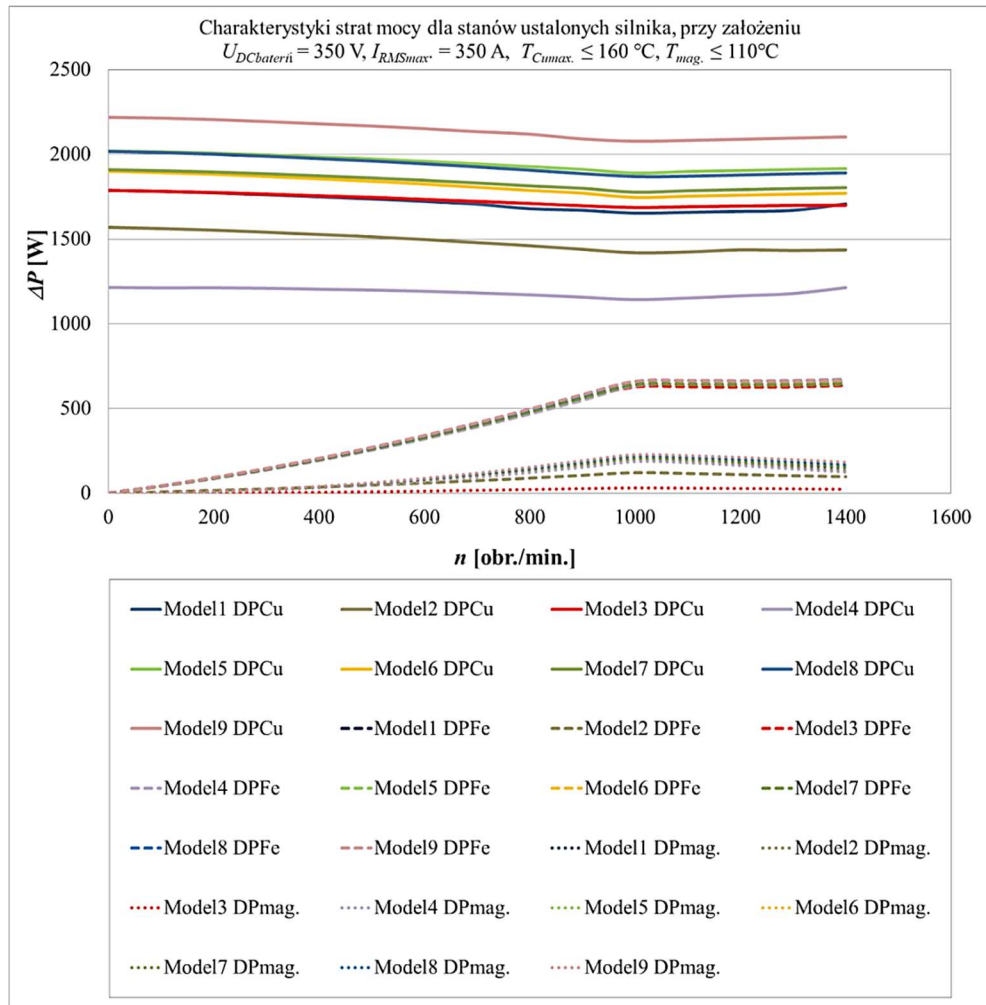 Charakterystyki strat mocy dla stanów ustalonych silnika, przy założeniu
U_DCbaterii = 350 V, I_RMSmax. = 350 A, T_Cumax. ≤ 160 °C, T_mag. ≤ 110°C
2500
2000
1500
1000
500
0
ΔP [W]
0 200 400 600 800 1000 1200 1400 1600
n [obr./min.]
Model1 DPCu Model2 DPCu Model3 DPCu Model4 DPCu
Model5 DPCu Model6 DPCu Model7 DPCu Model8 DPCu
Model9 DPCu Model1 DPFe Model2 DPFe Model3 DPFe
Model4 DPFe Model5 DPFe Model6 DPFe Model7 DPFe
Model8 DPFe Model9 DPFe Model1 DPmag. Model2 DPmag.
Model3 DPmag. Model4 DPmag. Model5 DPmag. Model6 DPmag.
Model7 DPmag. Model8 DPmag. Model9 DPmag.